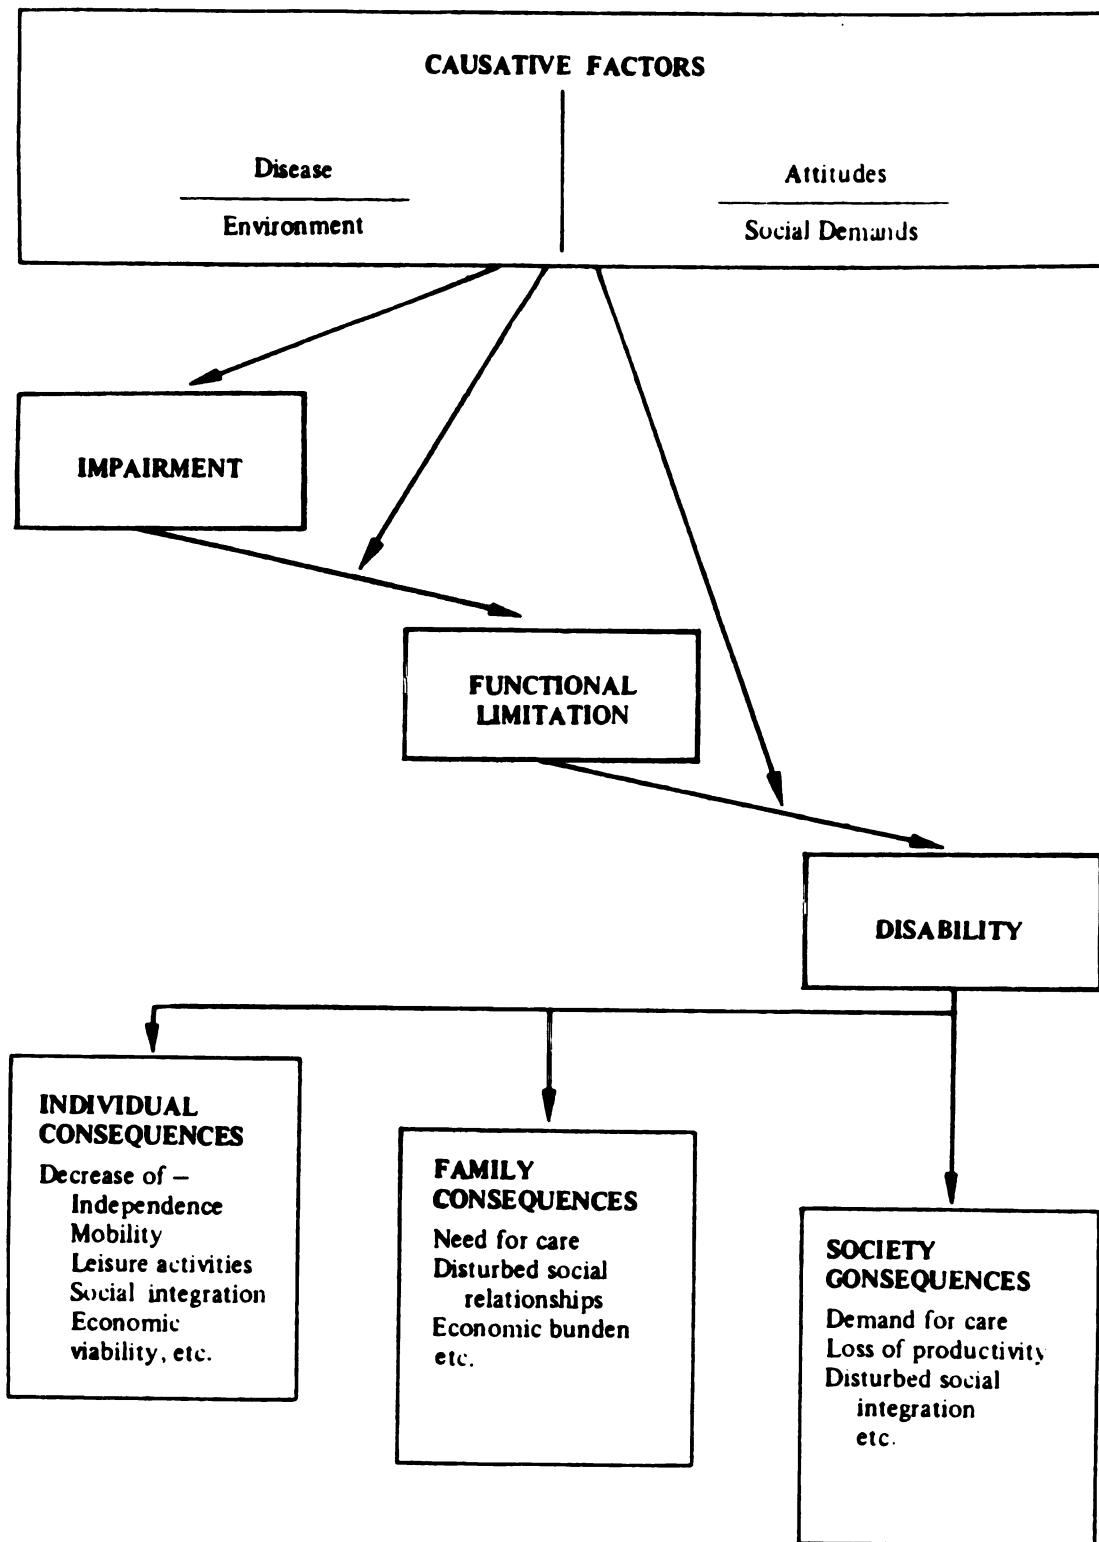 CAUSATIVE FACTORS
Disease
Environment
Attitudes
Social Demands
IMPAIRMENT
FUNCTIONAL
LIMITATION
DISABILITY
INDIVIDUAL
CONSEQUENCES
Decrease of –
Independence
Mobility
Leisure activities
Social integration
Economic
viability, etc.
FAMILY
CONSEQUENCES
Need for care
Disturbed social
relationships
Economic bunden
etc.
SOCIETY
GONSEQUENCES
Demand for care
Loss of productivity
Disturbed social
integration
etc.